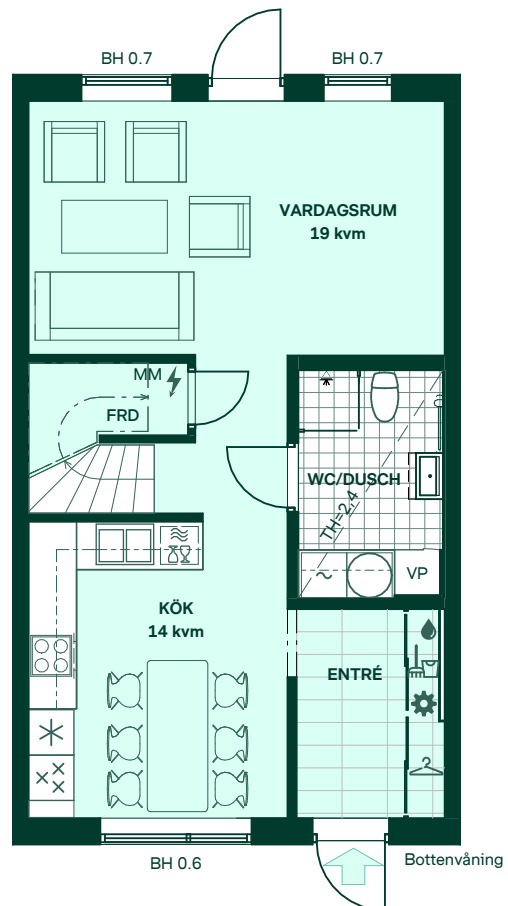 BH 0.7
BH 0.7
VARDAGSRUM
19 kvm
MM
FRD
WC/DUSCH
TH=2,4
~
VP
KÖK
14 kvm
ENTRÉ
2
BH 0.6
Bottenvåning